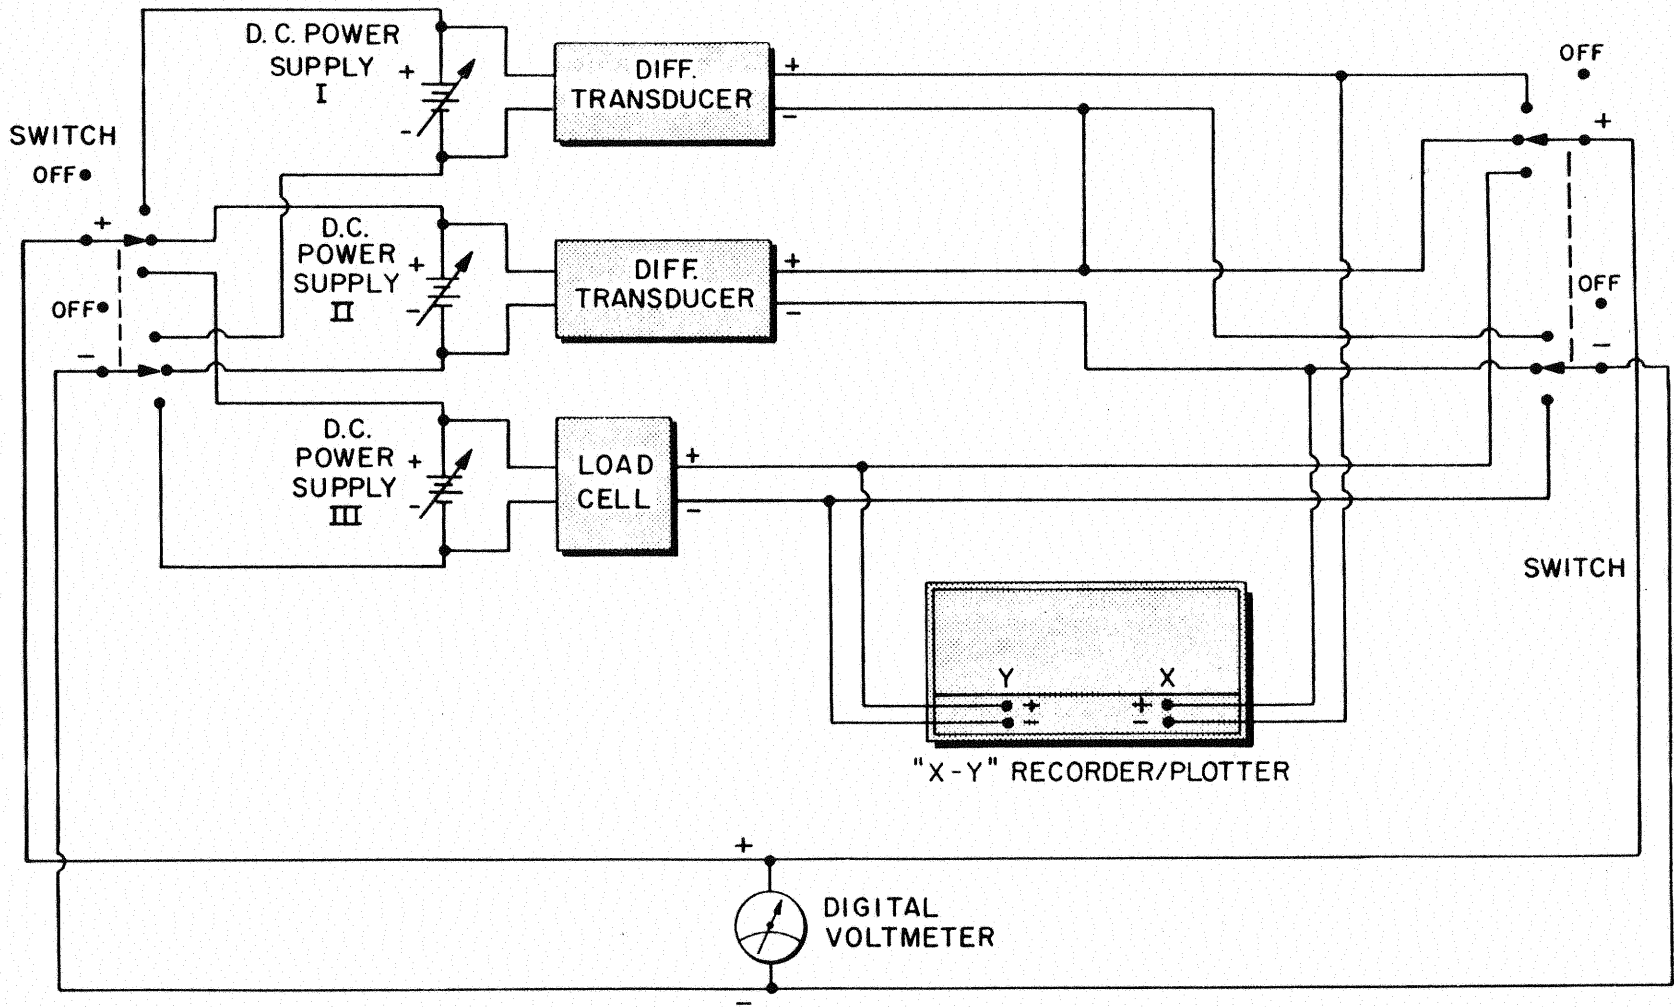 D.C. POWER
SUPPLY
I
+
-
DIFF.
TRANSDUCER
+
-
OFF
+
SWITCH
OFF
+
D.C.
POWER
SUPPLY
II
+
-
DIFF.
TRANSDUCER
+
-
OFF
-
OFF
-
D.C.
POWER
SUPPLY
III
+
-
LOAD
CELL
+
-
SWITCH
Y
X
+
+
-
-
"X-Y" RECORDER/PLOTTER
+
DIGITAL
VOLTMETER
-